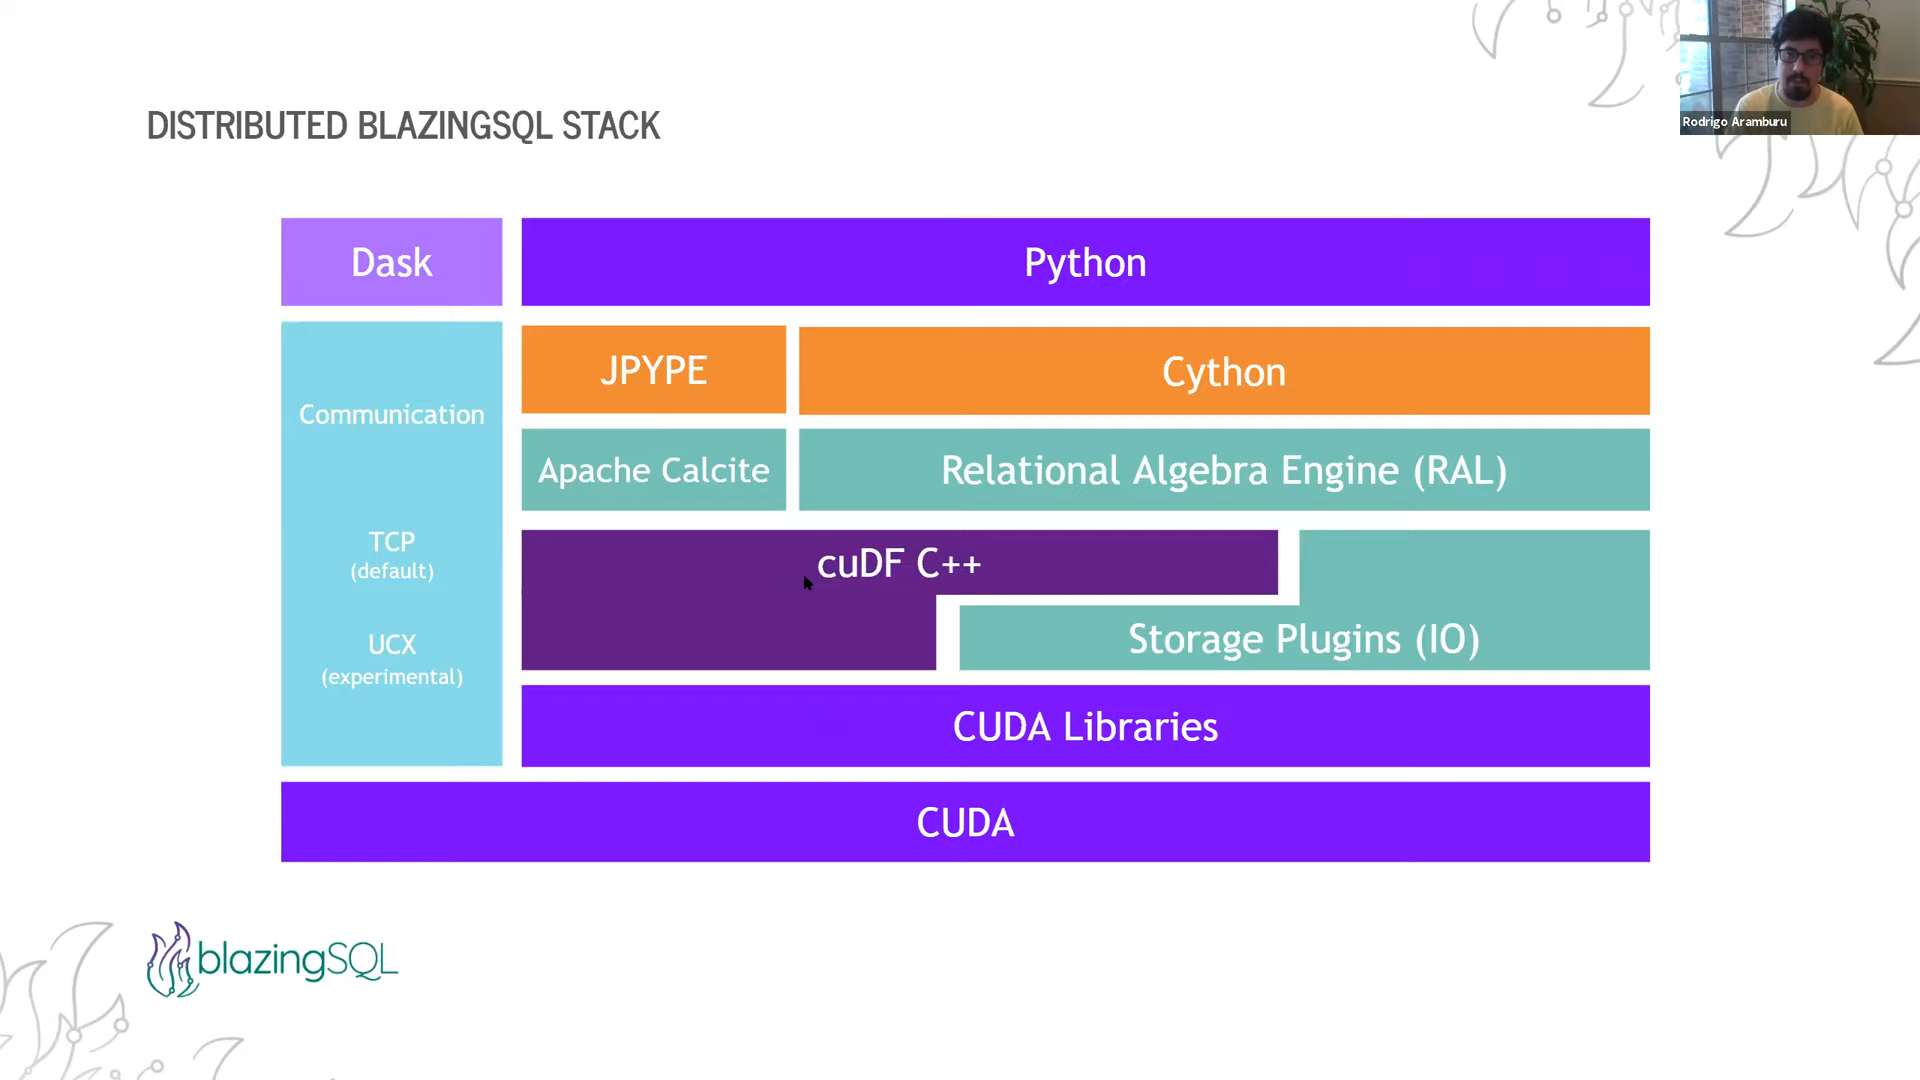 Rodrigo Aramburu
DISTRIBUTED BLAZINGSQL STACK
Dask
Python
Communication
TCP
(default)
UCX
(experimental)
JPYPE
Cython
Apache Calcite
Relational Algebra Engine (RAL)
cuDF C++
Storage Plugins (IO)
CUDA Libraries
CUDA
blazingSQL